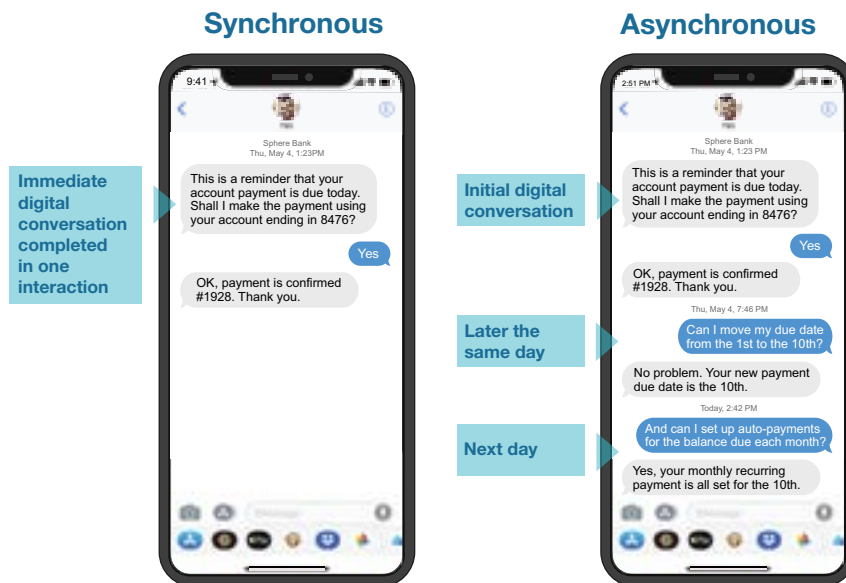 Synchronous
Asynchronous
9:41
Sphere Bank
Thu, May 4, 1:23PM
Immediate
digital
conversation
completed
in one
interaction
This is a reminder that your
account payment is due today.
Shall I make the payment using
your account ending in 8476?
Yes
OK, payment is confirmed
#1928. Thank you.
2:51 PM
Sphere Bank
Thu, May 4, 1:23 PM
Initial digital
conversation
This is a reminder that your
account payment is due today.
Shall I make the payment using
your account ending in 8476?
Yes
OK, payment is confirmed
#1928. Thank you.
Later the
same day
Thu, May 4, 7:46 PM
Can I move my due date
from the 1st to the 10th?
No problem. Your new payment
due date is the 10th.
Next day
Today, 2:42 PM
And can I set up auto-payments
for the balance due each month?
Yes, your monthly recurring
payment is all set for the 10th.